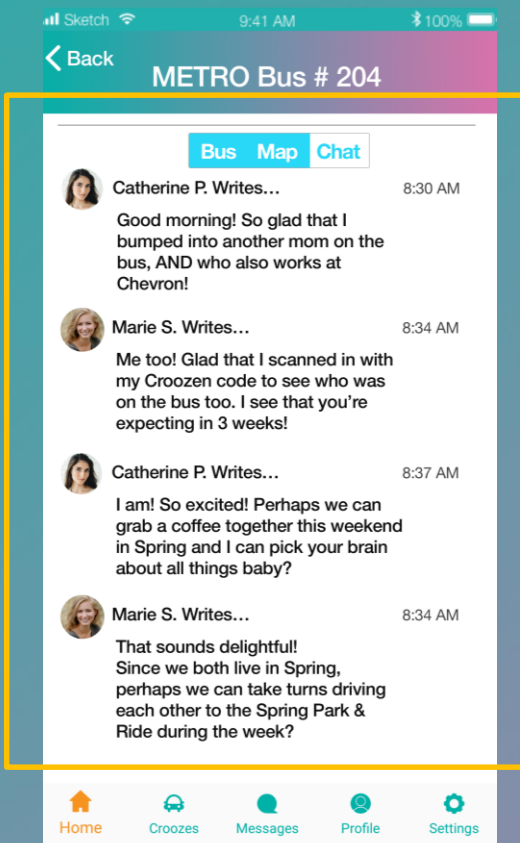 Sketch 9:41 AM 100%
Back
METRO Bus # 204
Bus Map Chat
Catherine P. Writes... 8:30 AM
Good morning! So glad that I
bumped into another mom on the
bus, AND who also works at
Chevron!
Marie S. Writes... 8:34 AM
Me too! Glad that I scanned in with
my Croozen code to see who was
on the bus too. I see that you’re
expecting in 3 weeks!
Catherine P. Writes... 8:37 AM
I am! So excited! Perhaps we can
grab a coffee together this weekend
in Spring and I can pick your brain
about all things baby?
Marie S. Writes... 8:34 AM
That sounds delightful!
Since we both live in Spring,
perhaps we can take turns driving
each other to the Spring Park &
Ride during the week?
Home Croozes Messages Profile Settings